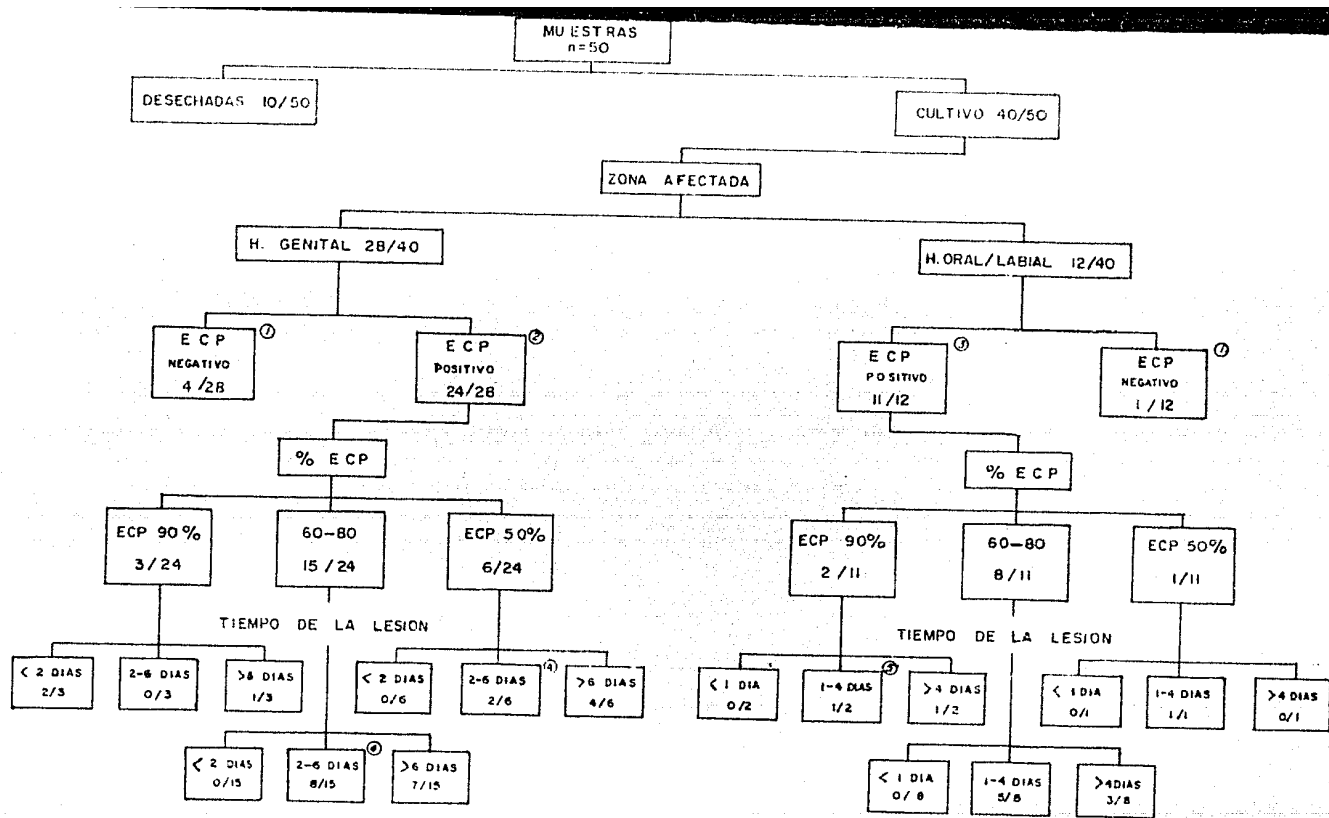 MUESTRAS
n=50
DESECHADAS 10/50
CULTIVO 40/50
ZONA AFECTADA
H. GENITAL 28/40
H. ORAL/LABIAL 12/40
ECP
NEGATIVO
4/28
①
ECP
POSITIVO
24/28
②
ECP
POSITIVO
11/12
ECP
NEGATIVO
1/12
①
% ECP
% ECP
ECP 90%
3/24
60-80
15/24
ECP 50%
6/24
ECP 90%
2/11
60-80
8/11
ECP 50%
1/11
TIEMPO DE LA LESION
TIEMPO DE LA LESION
< 2 DIAS
2/3
2-6 DIAS
0/3
DIAS
1/3
< 2 DIAS
0/6
2-6 DIAS
2/6
④
>6 DIAS
4/6
< 1 DIA
0/2
1-4 DIAS
1/2
⑤
>4 DIAS
1/2
< 1 DIA
0/1
1-4 DIAS
1/1
>4 DIAS
0/1
< 2 DIAS
0/15
2-6 DIAS
8/15
>6 DIAS
7/15
< 1 DIA
0/8
1-4 DIAS
5/8
>4DIAS
3/8